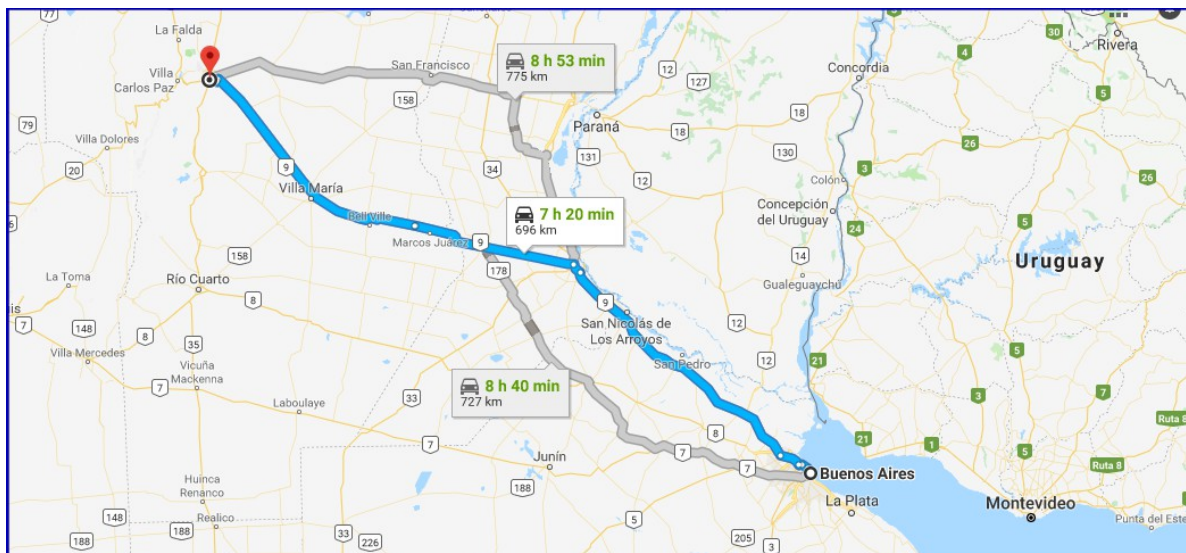 77
La Falda
Rivera
30
4
Concordia
8 h 53 min
775 km
San Francisco
Villa
Carlos Paz
12
127
5
158
18
79
Paraná
18
3
26
Villa Dolores
130
20
34
131
12
Colón
26
9
Villa María
Concepción
del Uruguay
5
7 h 20 min
696 km
Bell Ville
Marcos Juárez
9
24
158
14
La Toma
Río Cuarto
178
Gualeguaychú
Uruguay
8
9
San Nicolás de
Los Arroyos
7
148
8
35
12
12
Villa Mercedes
San Pedro
21
5
Vicuña
Mackenna
8 h 40 min
727 km
3
7
7
33
Laboulaye
33
Ruta 8
8
7
7
7
21
1
5
Junín
Buenos Aires
Ruta 8
188
Huinca
Renanco
La Plata
Montevideo
148
Realico
5
Punta del Este
188
188
33
226
205
3